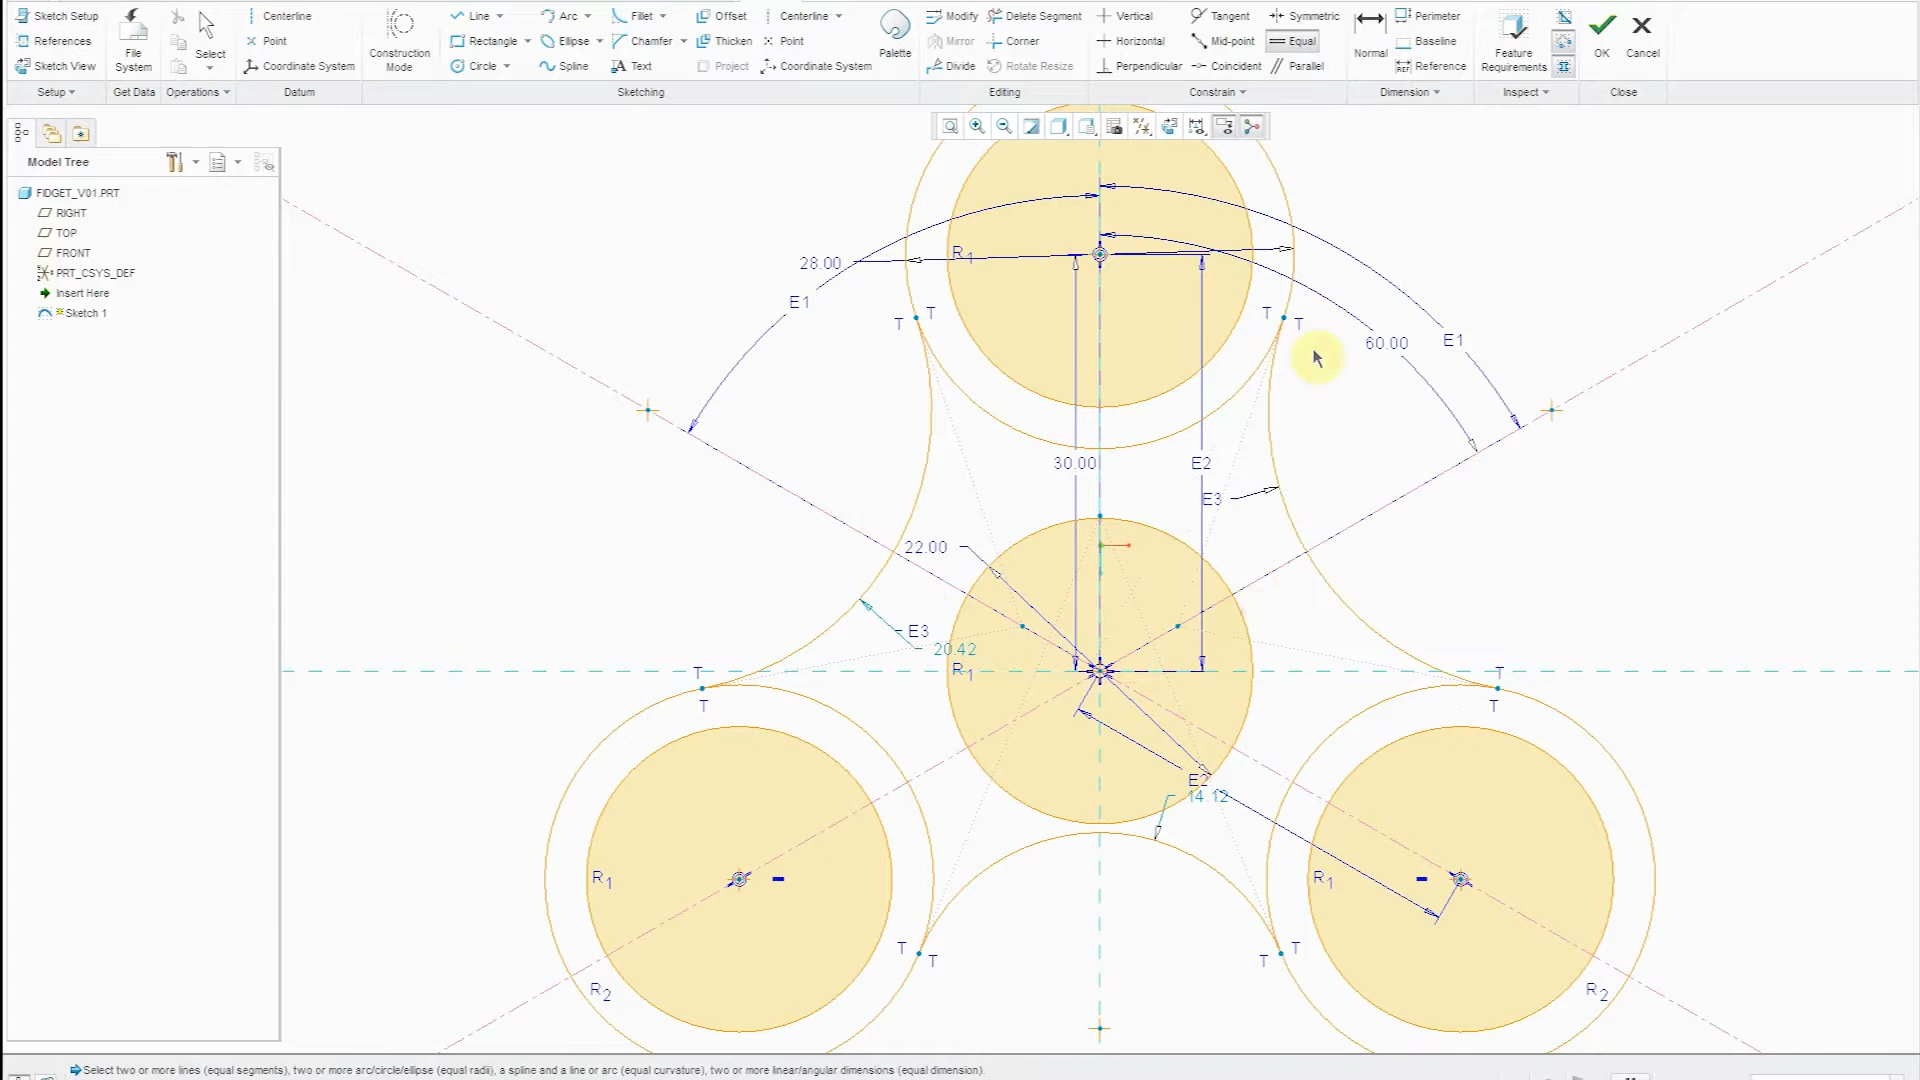 Sketch Setup
References
Sketch View
Setup
File System
Get Data
Select
Operations
Centerline
Point
Coordinate System
Datum
Construction Mode
Line
Rectangle
Circle
Arc
Ellipse
Spline
Fillet
Chamfer
Text
Offset
Thicken
Project
Centerline
Point
Coordinate System
Palette
Sketching
Modify
Mirror
Divide
Delete Segment
Corner
Rotate Resize
Editing
Vertical
Horizontal
Perpendicular
Tangent
Mid-point
Coincident
Symmetric
Equal
Parallel
Constrain
Normal
Perimeter
Baseline
Reference
Dimension
Feature Requirements
Inspect
OK
Cancel
Close
Model Tree
FIDGET_V01.PRT
RIGHT
TOP
FRONT
PRT_CSYS_DEF
Insert Here
Sketch 1
28.00
R1
E1
T T
T T
60.00
E1
30.00
E2
E3
22.00
E3
20.42
R1
T
T
T
T
E2
14.12
R1
R1
T T
T T
R2
R2
Select two or more lines (equal segments), two or more arc/circle/ellipse (equal radii), a spline and a line or arc (equal curvature), two or more linear/angular dimensions (equal dimension).